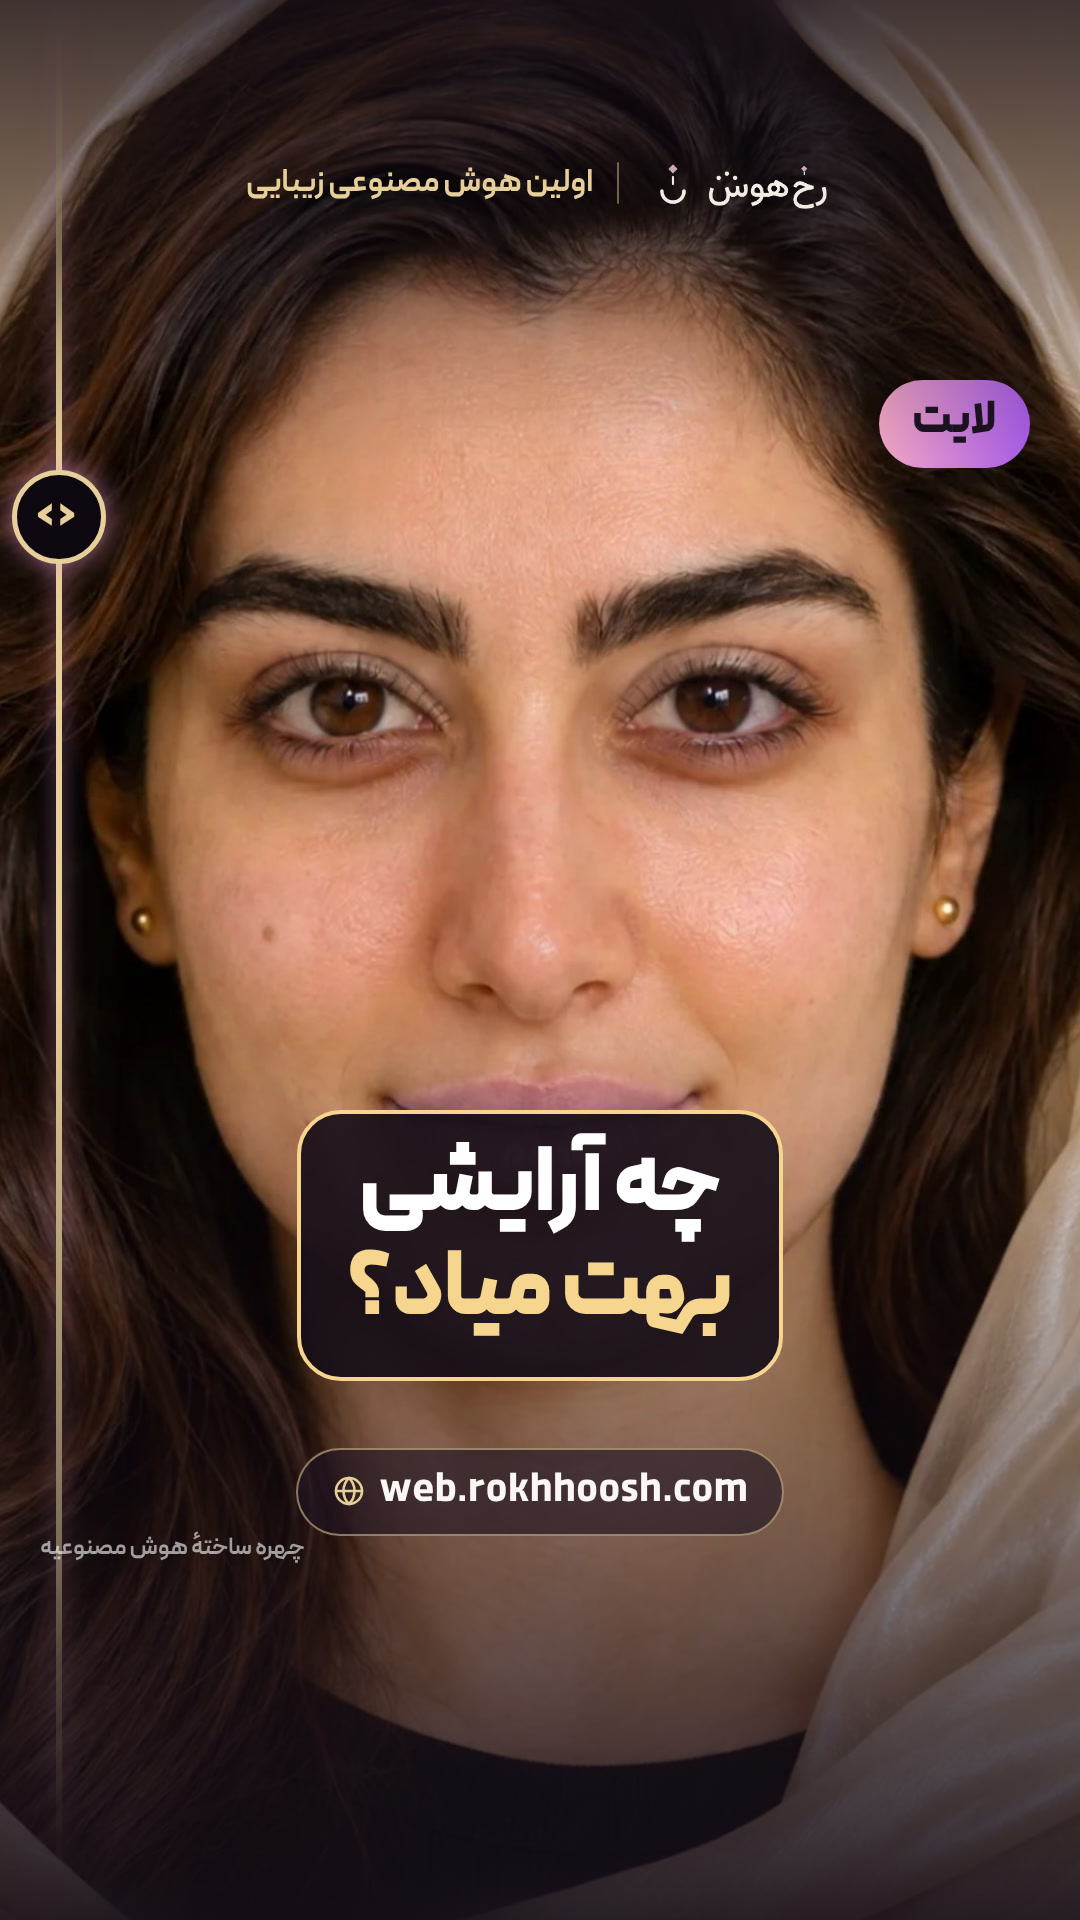 رخ هوش
اولین هوش مصنوعی زیبایی
لایت
چه آرایشی
بهت میاد؟
web.rokhhoosh.com
چهره ساختهٔ هوش مصنوعیه